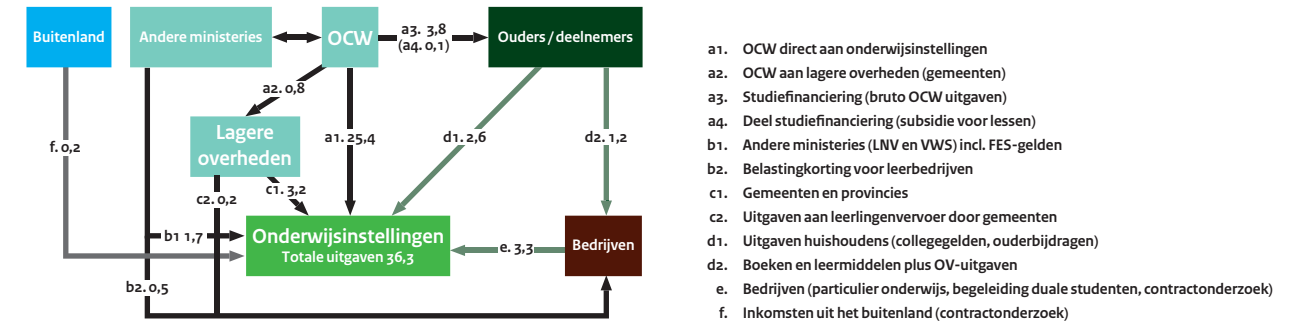 Buitenland
Andere ministeries
OCW
a3. 3,8
(a4. 0,1)
Ouders / deelnemers
a2. 0,8
Lagere
overheden
a1. 25,4
d1. 2,6
d2. 1,2
f. 0,2
c1. 3,2
c2. 0,2
b1 1,7
Onderwijsinstellingen
Totale uitgaven 36,3
e. 3,3
Bedrijven
b2. 0,5
a1. OCW direct aan onderwijsinstellingen
a2. OCW aan lagere overheden (gemeenten)
a3. Studiefinanciering (bruto OCW uitgaven)
a4. Deel studiefinanciering (subsidie voor lessen)
b1. Andere ministeries (LNV en VWS) incl. FES-gelden
b2. Belastingkorting voor leerbedrijven
c1. Gemeenten en provincies
c2. Uitgaven aan leerlingenvervoer door gemeenten
d1. Uitgaven huishoudens (collegegelden, ouderbijdragen)
d2. Boeken en leermiddelen plus OV-uitgaven
e. Bedrijven (particulier onderwijs, begeleiding duale studenten, contractonderzoek)
f. Inkomsten uit het buitenland (contractonderzoek)